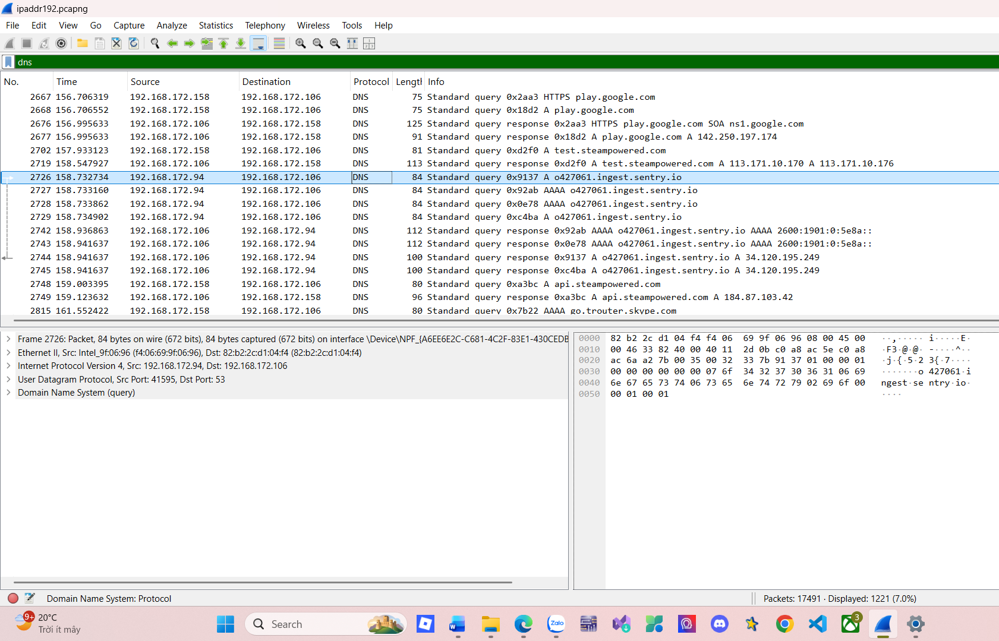 ipaddr192.pcapng
File Edit View Go Capture Analyze Statistics Telephony Wireless Tools Help
dns
No. Time Source Destination Protocol Length Info
2667 156.706319 192.168.172.158 192.168.172.106 DNS 75 Standard query 0x2aa3 HTTPS play.google.com
2668 156.706552 192.168.172.158 192.168.172.106 DNS 75 Standard query 0x18d2 A play.google.com
2676 156.995633 192.168.172.106 192.168.172.158 DNS 125 Standard query response 0x2aa3 HTTPS play.google.com SOA ns1.google.com
2677 156.995633 192.168.172.106 192.168.172.158 DNS 91 Standard query response 0x18d2 A play.google.com A 142.250.197.174
2702 157.933123 192.168.172.158 192.168.172.106 DNS 81 Standard query 0xd2f0 A test.steampowered.com
2719 158.547927 192.168.172.106 192.168.172.158 DNS 113 Standard query response 0xd2f0 A test.steampowered.com A 113.171.10.170 A 113.171.10.176
2726 158.732734 192.168.172.94 192.168.172.106 DNS 84 Standard query 0x9137 A o427061.ingest.sentry.io
2727 158.733160 192.168.172.94 192.168.172.106 DNS 84 Standard query 0x92ab AAAA o427061.ingest.sentry.io
2728 158.733862 192.168.172.94 192.168.172.106 DNS 84 Standard query 0x0e78 AAAA o427061.ingest.sentry.io
2729 158.734902 192.168.172.94 192.168.172.106 DNS 84 Standard query 0xc4ba A o427061.ingest.sentry.io
2742 158.936863 192.168.172.106 192.168.172.94 DNS 112 Standard query response 0x92ab AAAA o427061.ingest.sentry.io AAAA 2600:1901:0:5e8a::
2743 158.941637 192.168.172.106 192.168.172.94 DNS 112 Standard query response 0x0e78 AAAA o427061.ingest.sentry.io AAAA 2600:1901:0:5e8a::
2744 158.941637 192.168.172.106 192.168.172.94 DNS 100 Standard query response 0x9137 A o427061.ingest.sentry.io A 34.120.195.249
2745 158.941637 192.168.172.106 192.168.172.94 DNS 100 Standard query response 0xc4ba A o427061.ingest.sentry.io A 34.120.195.249
2748 159.003395 192.168.172.158 192.168.172.106 DNS 80 Standard query 0xa3bc A api.steampowered.com
2749 159.123632 192.168.172.106 192.168.172.158 DNS 96 Standard query response 0xa3bc A api.steampowered.com A 184.87.103.42
2815 161.552422 192.168.172.158 192.168.172.106 DNS 80 Standard query 0x7b22 AAAA go.trouter.skype.com
Frame 2726: Packet, 84 bytes on wire (672 bits), 84 bytes captured (672 bits) on interface \Device\NPF_{A6EE6E2C-C681-4C2F-83E1-430CEDB
Ethernet II, Src: Intel_9f:06:96 (f4:06:69:9f:06:96), Dst: 82:b2:2c:d1:04:f4 (82:b2:2c:d1:04:f4)
Internet Protocol Version 4, Src: 192.168.172.94, Dst: 192.168.172.106
User Datagram Protocol, Src Port: 41595, Dst Port: 53
Domain Name System (query)
0000 82 b2 2c d1 04 f4 f4 06 69 9f 06 96 08 00 45 00 ··,····· i·····E·
0010 00 46 33 82 40 00 40 11 2d 0b c0 a8 ac 5e c0 a8 ·F3·@·@· -····^··
0020 ac 6a a2 7b 00 35 00 32 33 7b 91 37 01 00 00 01 ·j·{·5·2 3{·7····
0030 00 00 00 00 00 00 07 6f 34 32 37 30 36 31 06 69 ·······o 427061·i
0040 6e 67 65 73 74 06 73 65 6e 74 72 79 02 69 6f 00 ngest·se ntry·io·
0050 00 01 00 01 ····
Domain Name System: Protocol
Packets: 17491 · Displayed: 1221 (7.0%)
9+
20°C
Trời ít mây
Search
Zalo
3